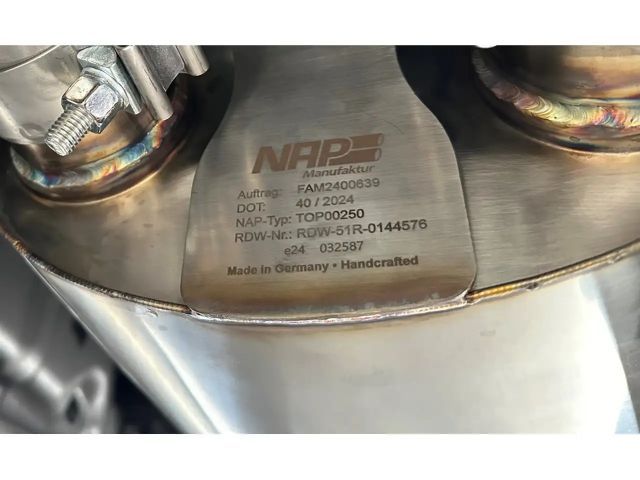 NAP
Manufaktur
Auftrag: FAM2400639
DOT: 40 / 2024
NAP-Typ: TOP00250
RDW-Nr.: RDW-51R-0144576
e24 032587
Made in Germany • Handcrafted